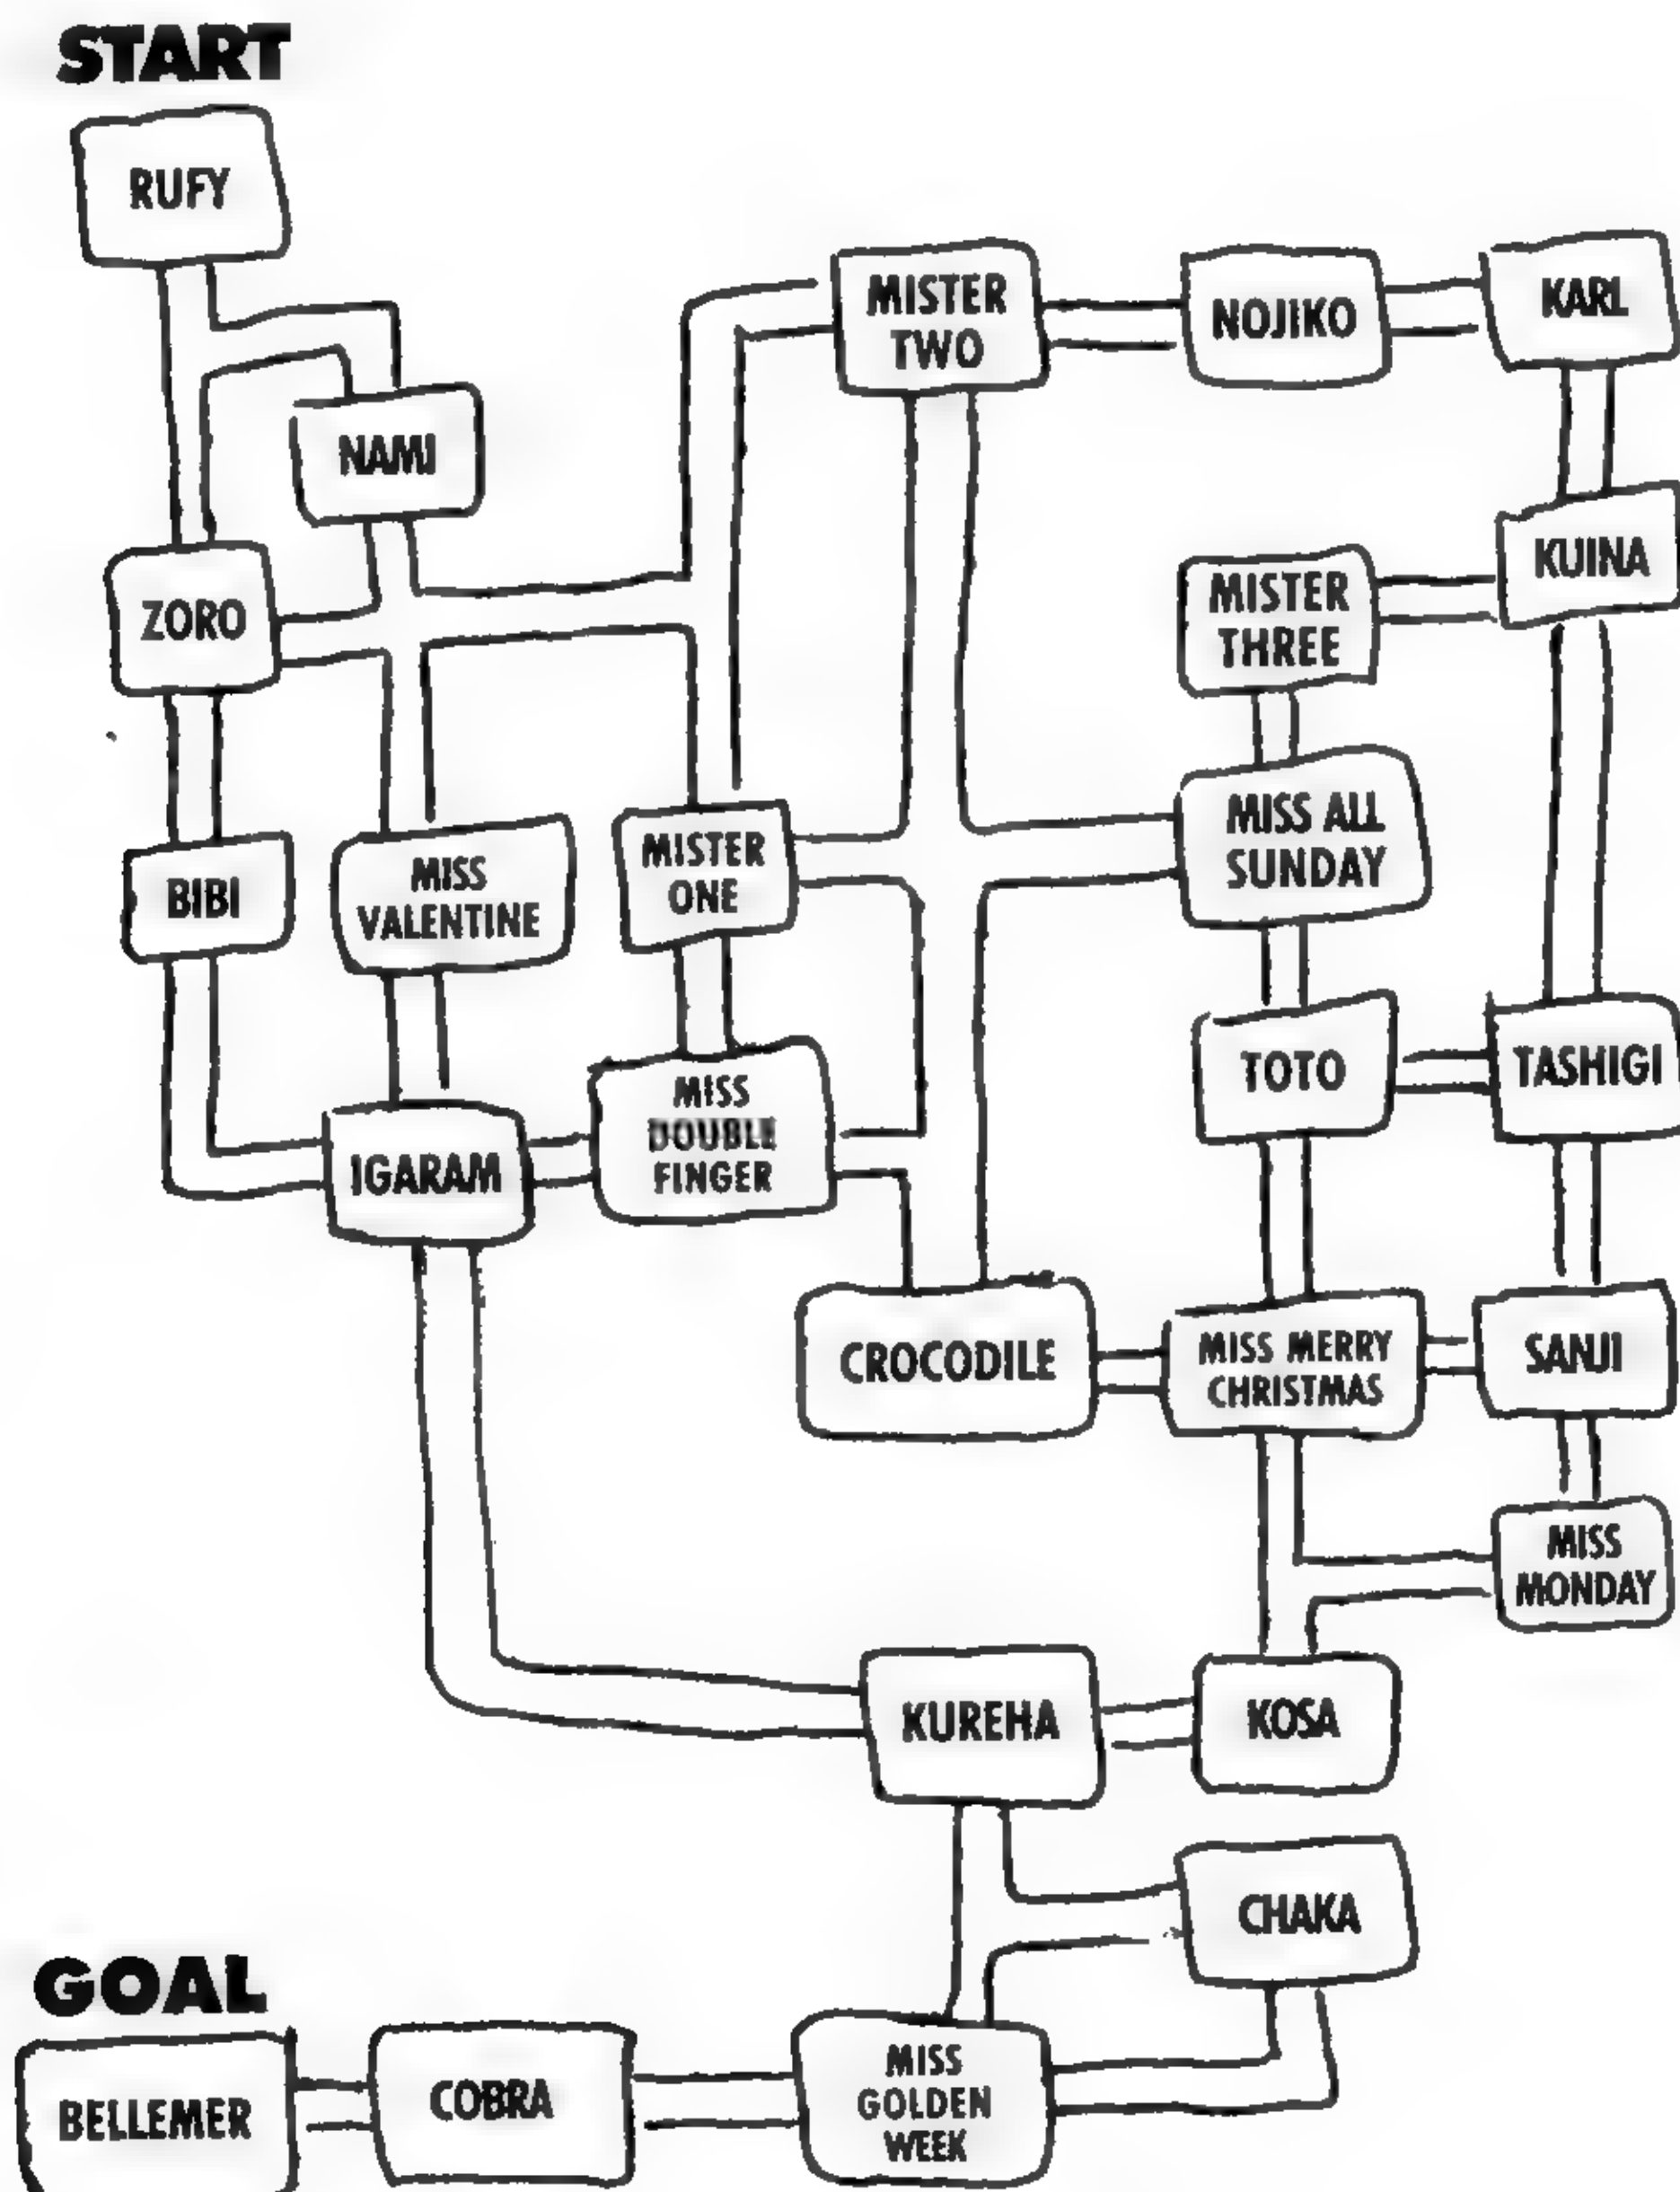 START
RUFY
MISTER
TWO
NOJIKO
KARL
NAMI
KUINA
MISTER
THREE
ZORO
MISS ALL
SUNDAY
BIBI
MISS
VALENTINE
MISTER
ONE
TOTO
TASHIGI
MISS
DOUBLE
FINGER
IGARAM
CROCODILE
MISS MERRY
CHRISTMAS
SANJI
MISS
MONDAY
KUREHA
KOSA
CHAKA
GOAL
BELLEMER
COBRA
MISS
GOLDEN
WEEK